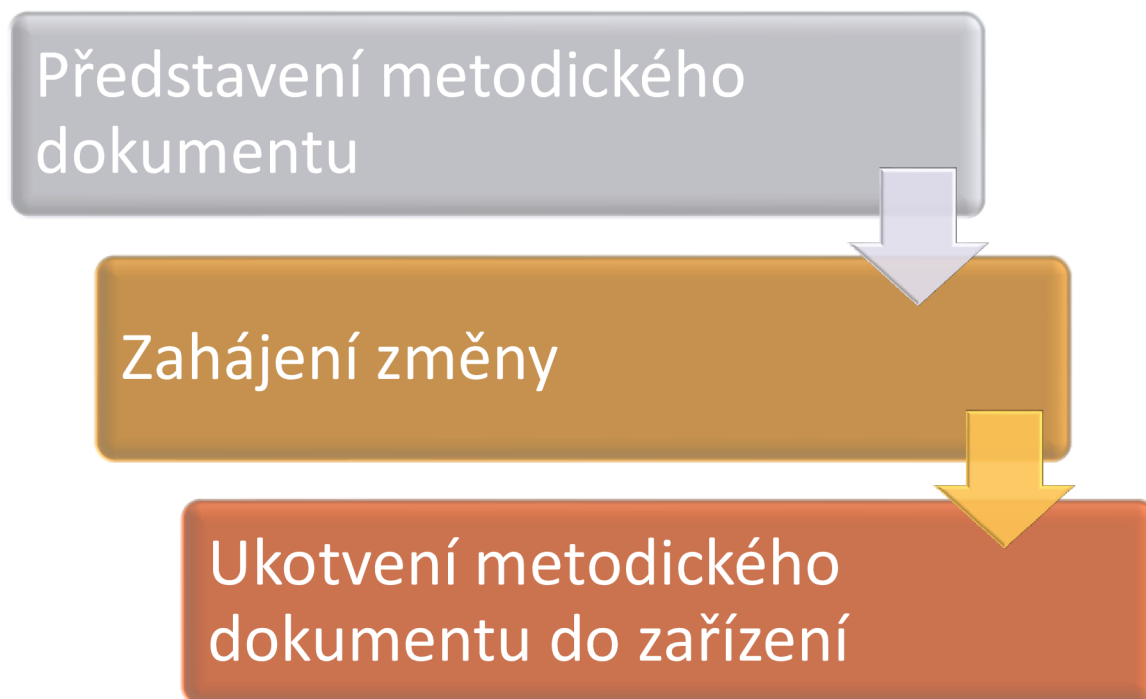 Představení metodického
dokumentu
Zahájení změny
Ukotvení metodického
dokumentu do zařízení